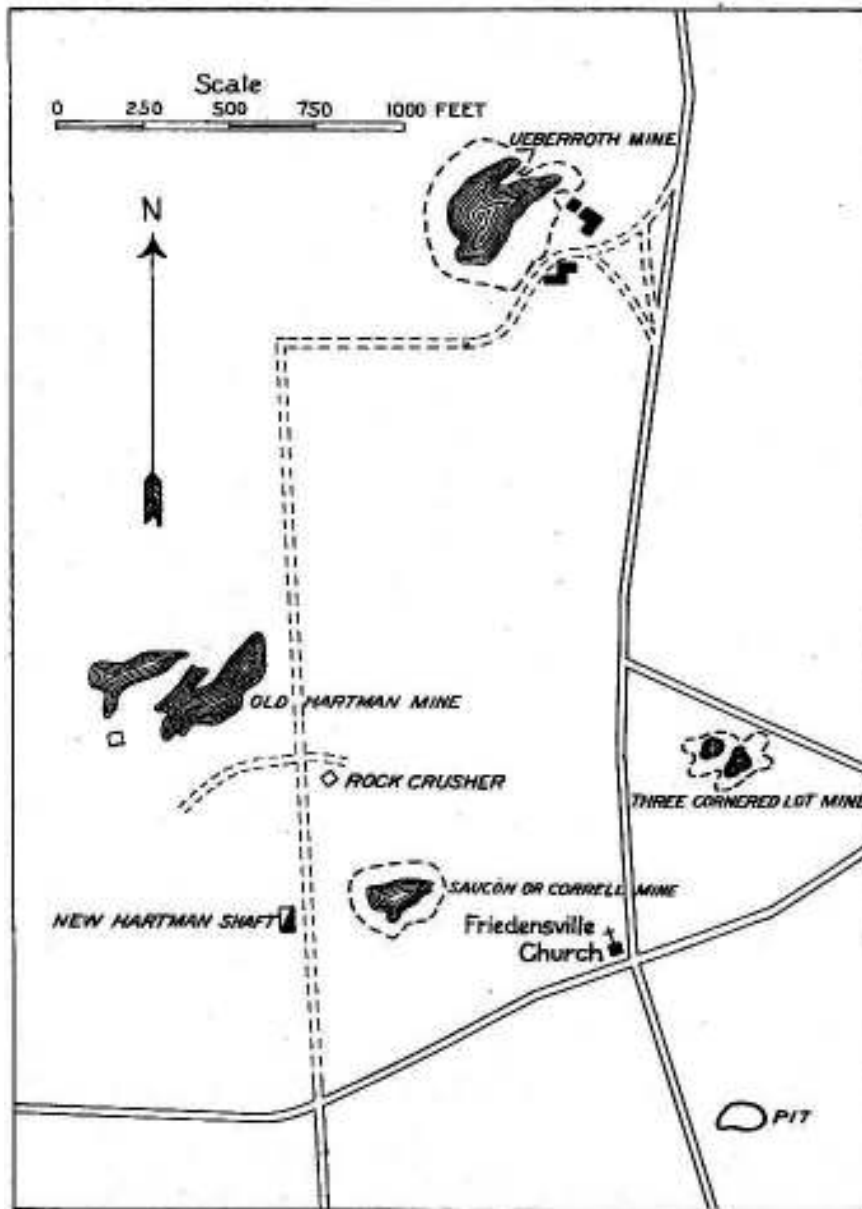 Scale
0 250 500 750 1000 FEET
UEBERROTH MINE
N
OLD HARTMAN MINE
ROCK CRUSHER
THREE CORNERED LOT MINE
SAUCON OR CORRELL MINE
NEW HARTMAN SHAFT
Friedensville
Church
PIT